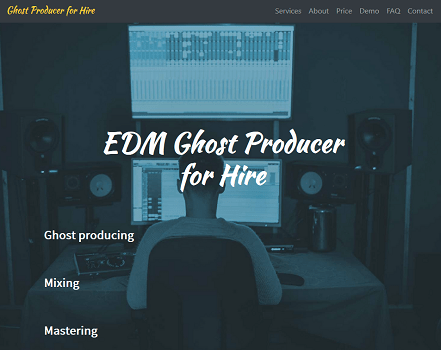 Ghost Producer for Hire
Services About Price Demo FAQ Contact
EDM Ghost Producer
for Hire
Ghost producing
Mixing
Mastering